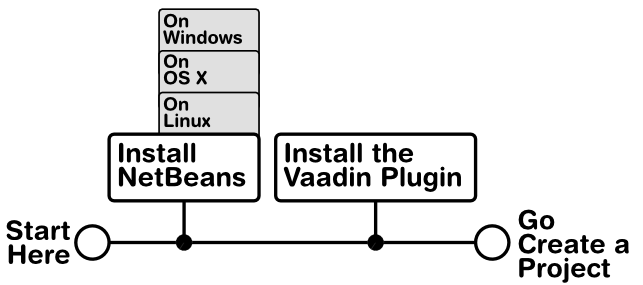 On
Windows
On
OS X
On
Linux
Install
NetBeans
Install the
Vaadin Plugin
Start
Here
Go
Create a
Project